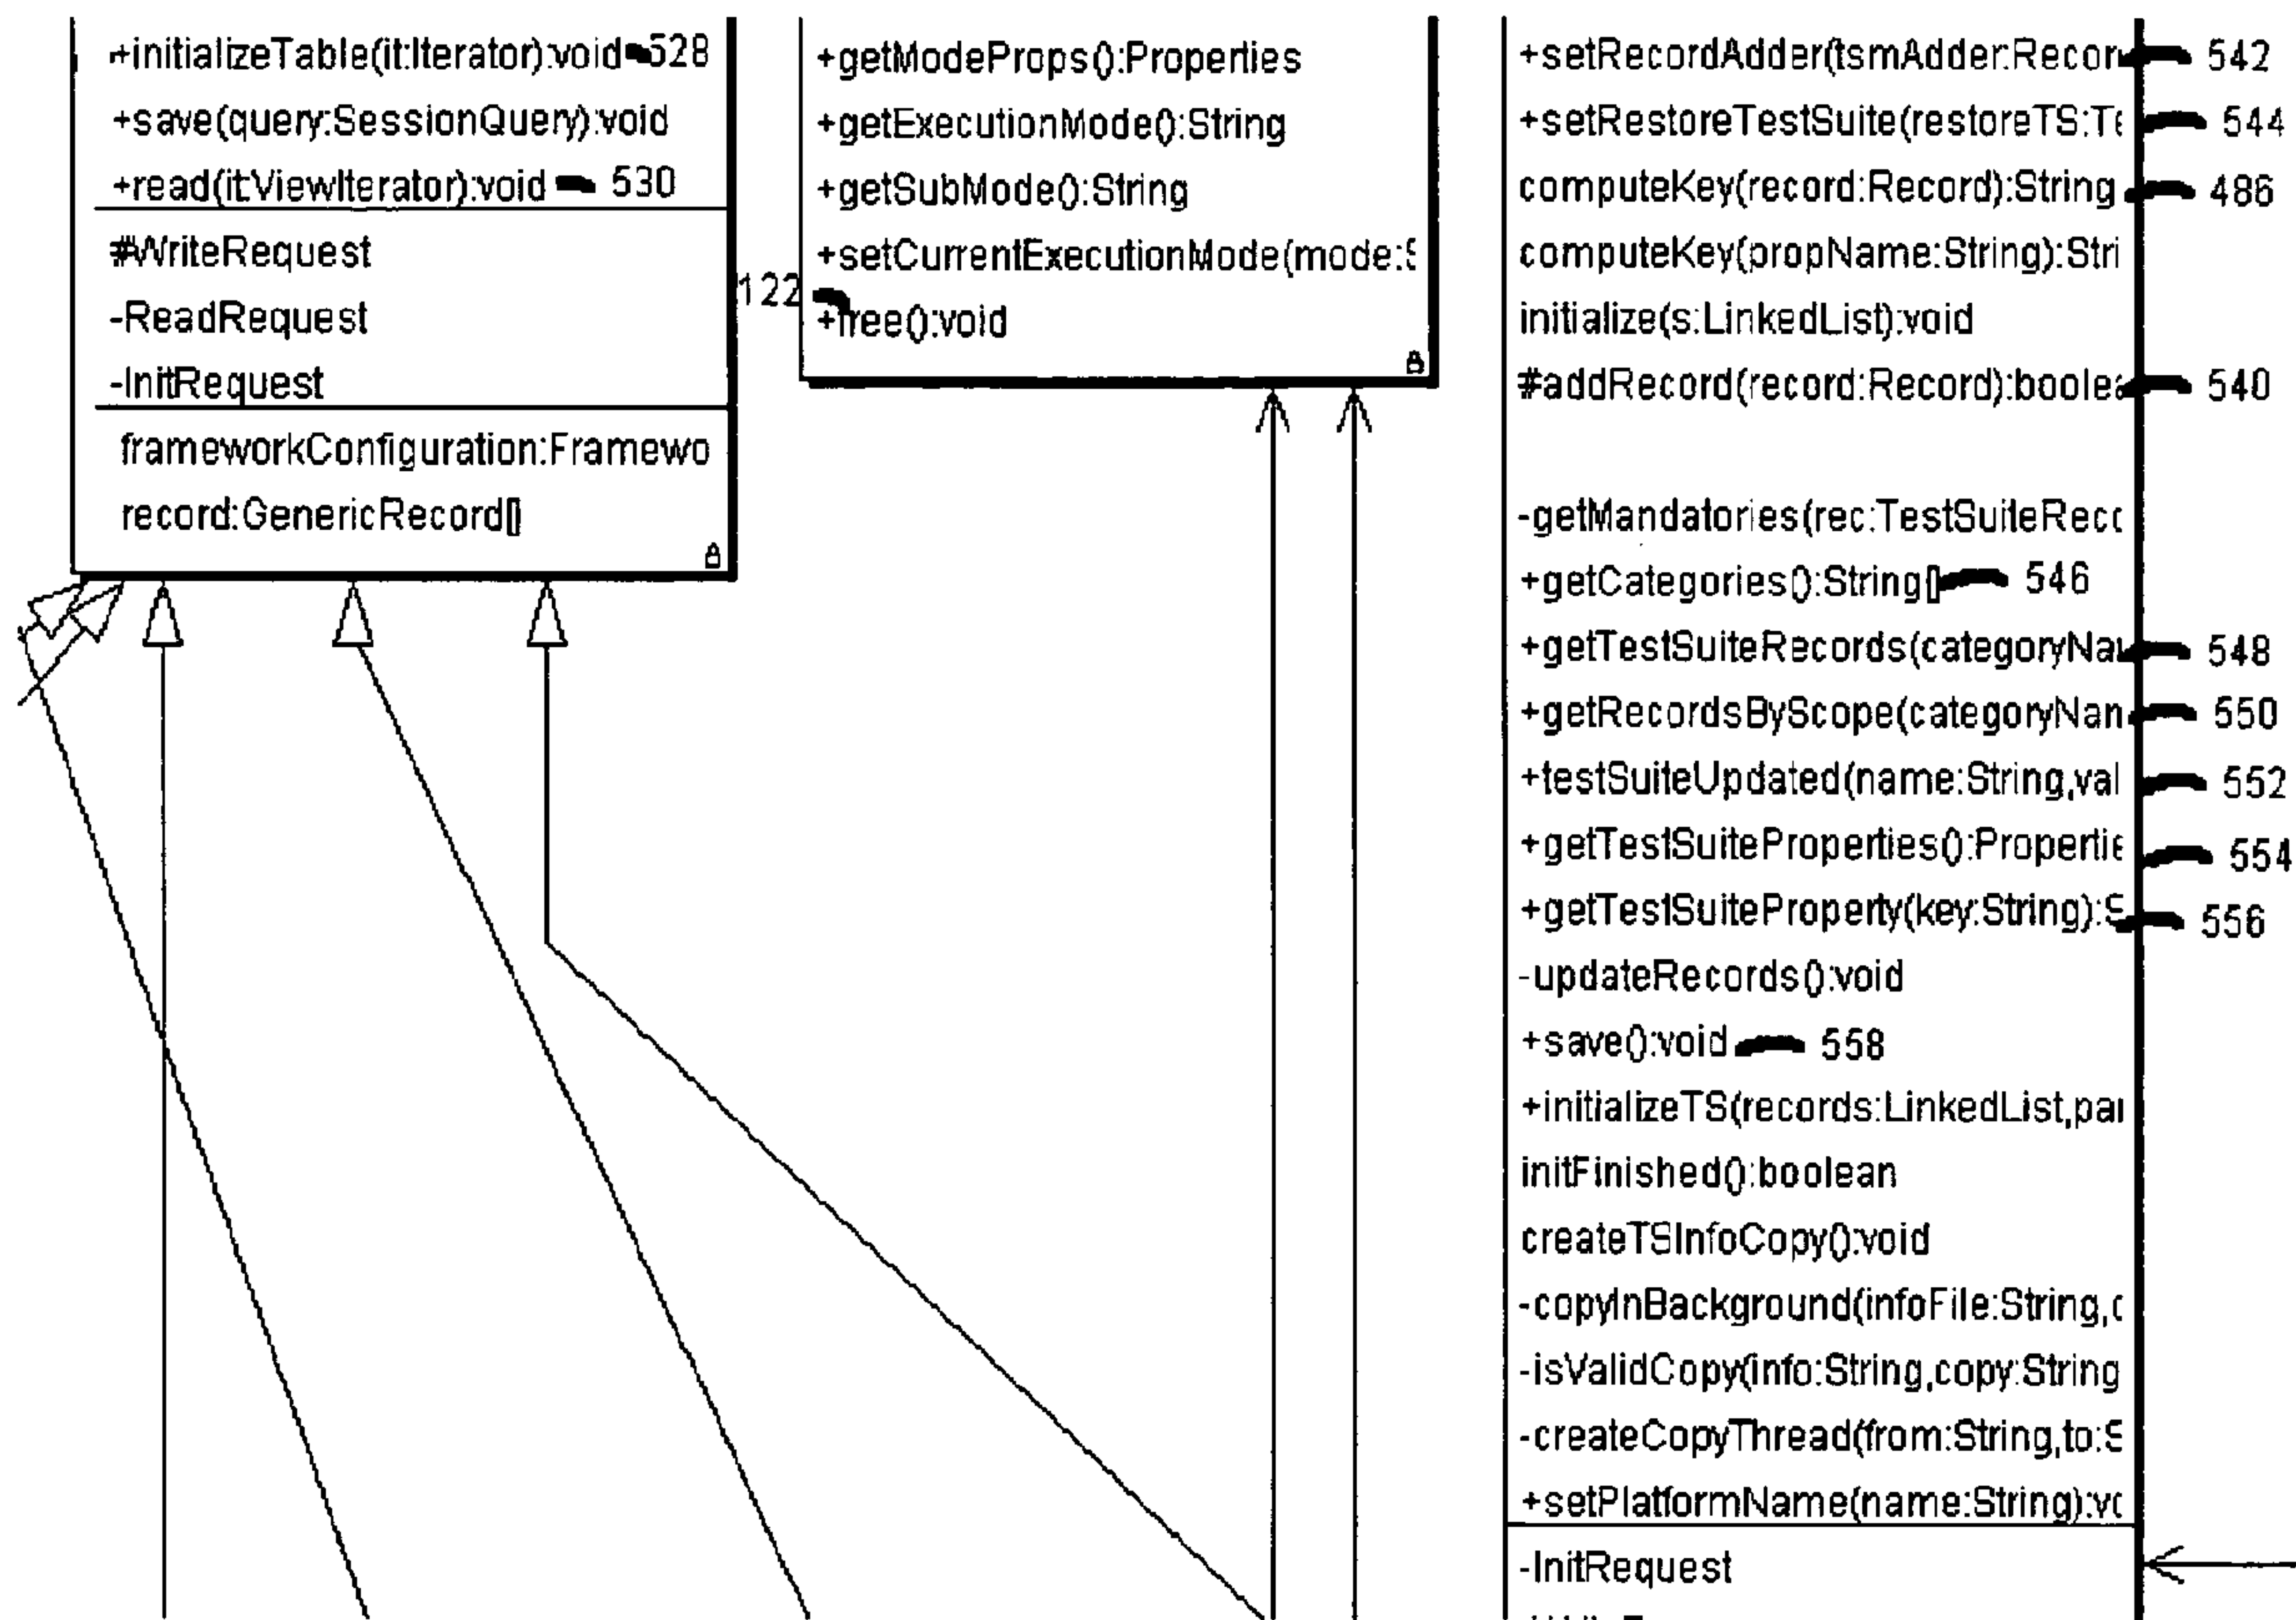 +initializeTable(it:Iterator):void 528
+save(query:SessionQuery):void
+read(it:ViewIterator):void 530
#WriteRequest
-ReadRequest
-InitRequest
frameworkConfiguration:Framewo
record:GenericRecord[]
122
+getModeProps():Properties
+getExecutionMode():String
+getSubMode():String
+setCurrentExecutionMode(mode:S
+free():void
+setRecordAdder(tsmAdder:Recor 542
+setRestoreTestSuite(restoreTS:Te 544
computeKey(record:Record):String 486
computeKey(propName:String):Stri
initialize(s:LinkedList):void
#addRecord(record:Record):boolea 540
-getMandatories(rec:TestSuiteRecc
+getCategories():String[] 546
+getTestSuiteRecords(categoryNa 548
+getRecordsByScope(categoryNam 550
+testSuiteUpdated(name:String,val 552
+getTestSuiteProperties():Propertie 554
+getTestSuiteProperty(key:String):S 556
-updateRecords():void
+save():void 558
+initializeTS(records:LinkedList,par
initFinished():boolean
createTSInfoCopy():void
-copyInBackground(infoFile:String,c
-isValidCopy(info:String,copy:String
-createCopyThread(from:String,to:S
+setPlatformName(name:String):vo
-InitRequest